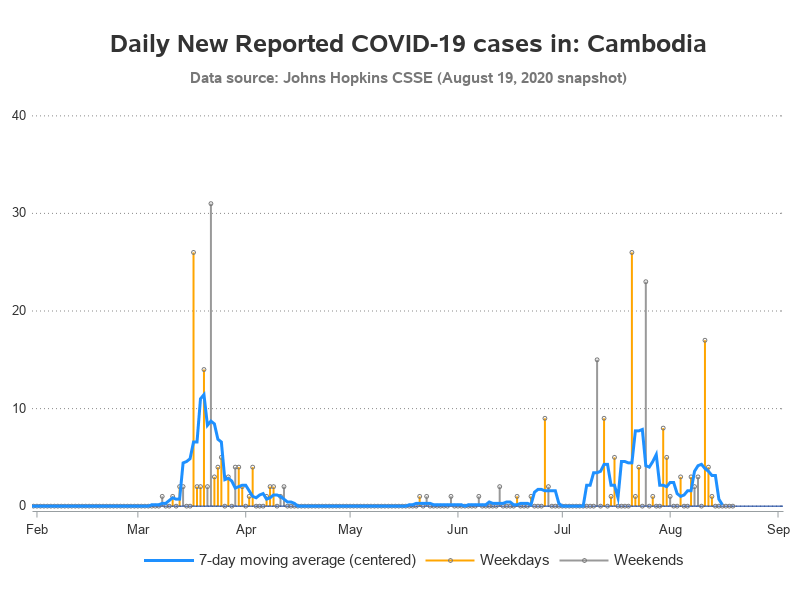 Daily New Reported COVID-19 cases in: Cambodia
Data source: Johns Hopkins CSSE (August 19, 2020 snapshot)
40
30
20
10
0
Feb Mar Apr May Jun Jul Aug Sep
7-day moving average (centered) Weekdays Weekends